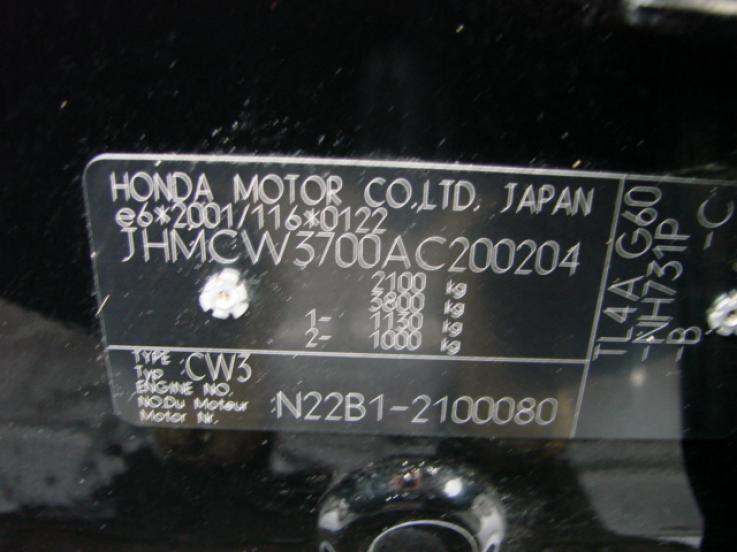 HONDA MOTOR CO.,LTD. JAPAN
e6*2001/116*0122
JHMCW3700AC200204
2100 kg
3800 kg
1- 1130 kg
2- 1000 kg
TYPE
Typ :CW3
ENGINE NO.
NO.Du Moteur :N22B1-2100080
Motor Nr.
TL4A G60 -C
-NH731P
-B